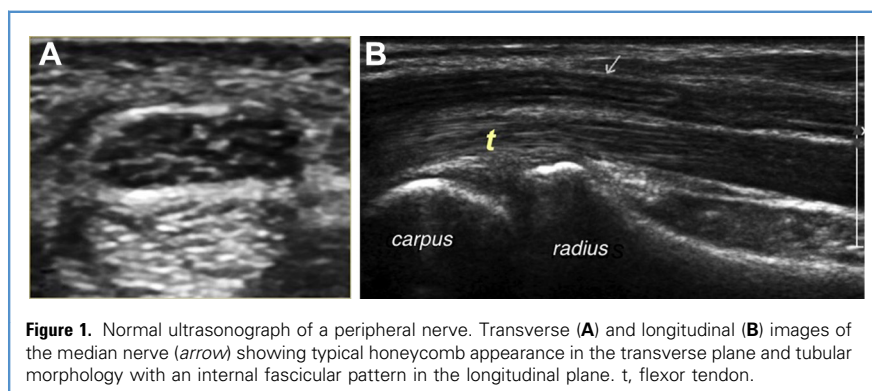 A
B
t
carpus
radius
Figure 1. Normal ultrasonograph of a peripheral nerve. Transverse (A) and longitudinal (B) images of
the median nerve (arrow) showing typical honeycomb appearance in the transverse plane and tubular
morphology with an internal fascicular pattern in the longitudinal plane. t, flexor tendon.